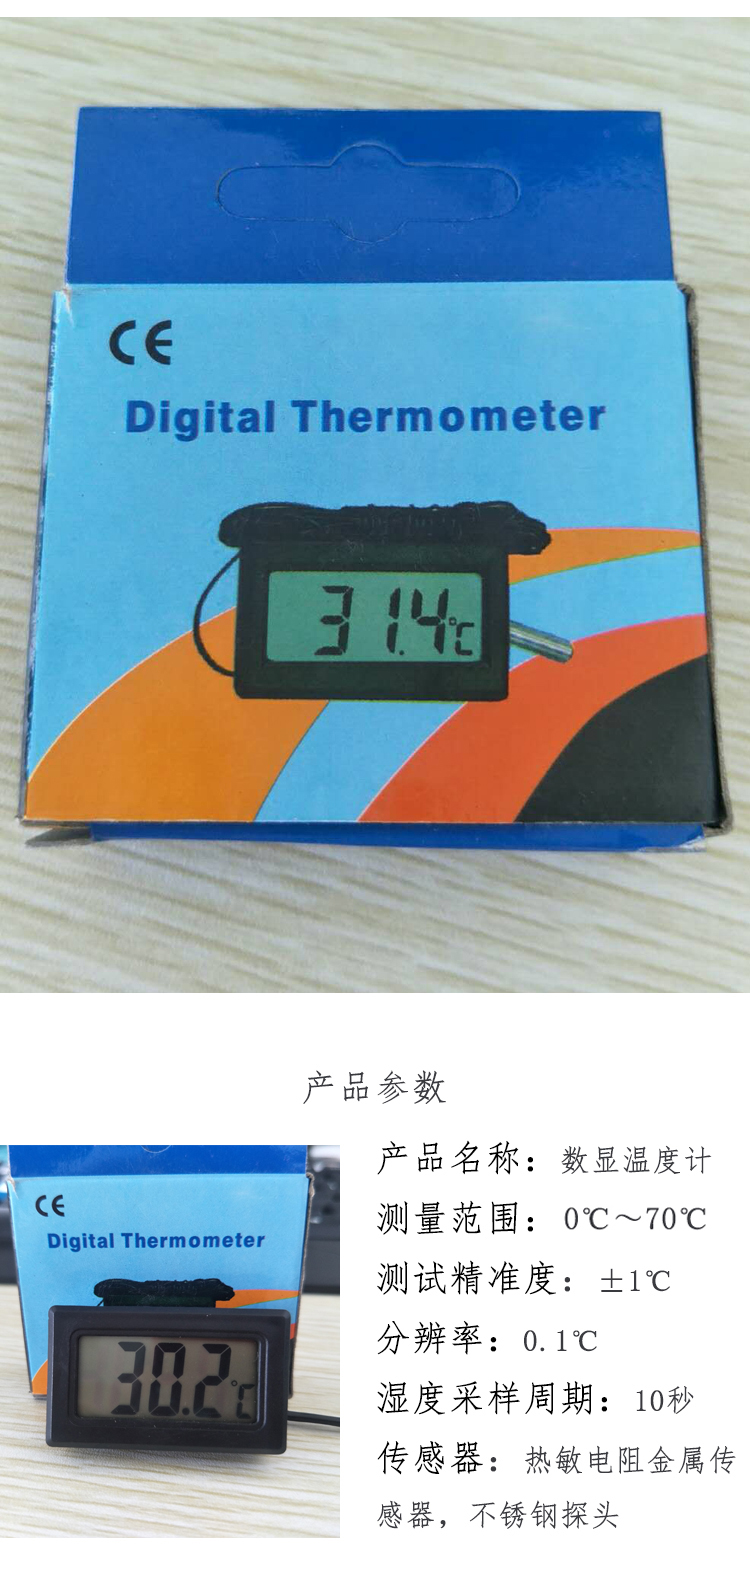 CE
Digital Thermometer
31.4℃
产品参数
CE
Digital Thermometer
30.2℃
产品名称：数显温度计
测量范围：0℃～70℃
测试精准度：±1℃
分辨率：0.1℃
湿度采样周期：10秒
传感器：热敏电阻金属传
感器，不锈钢探头